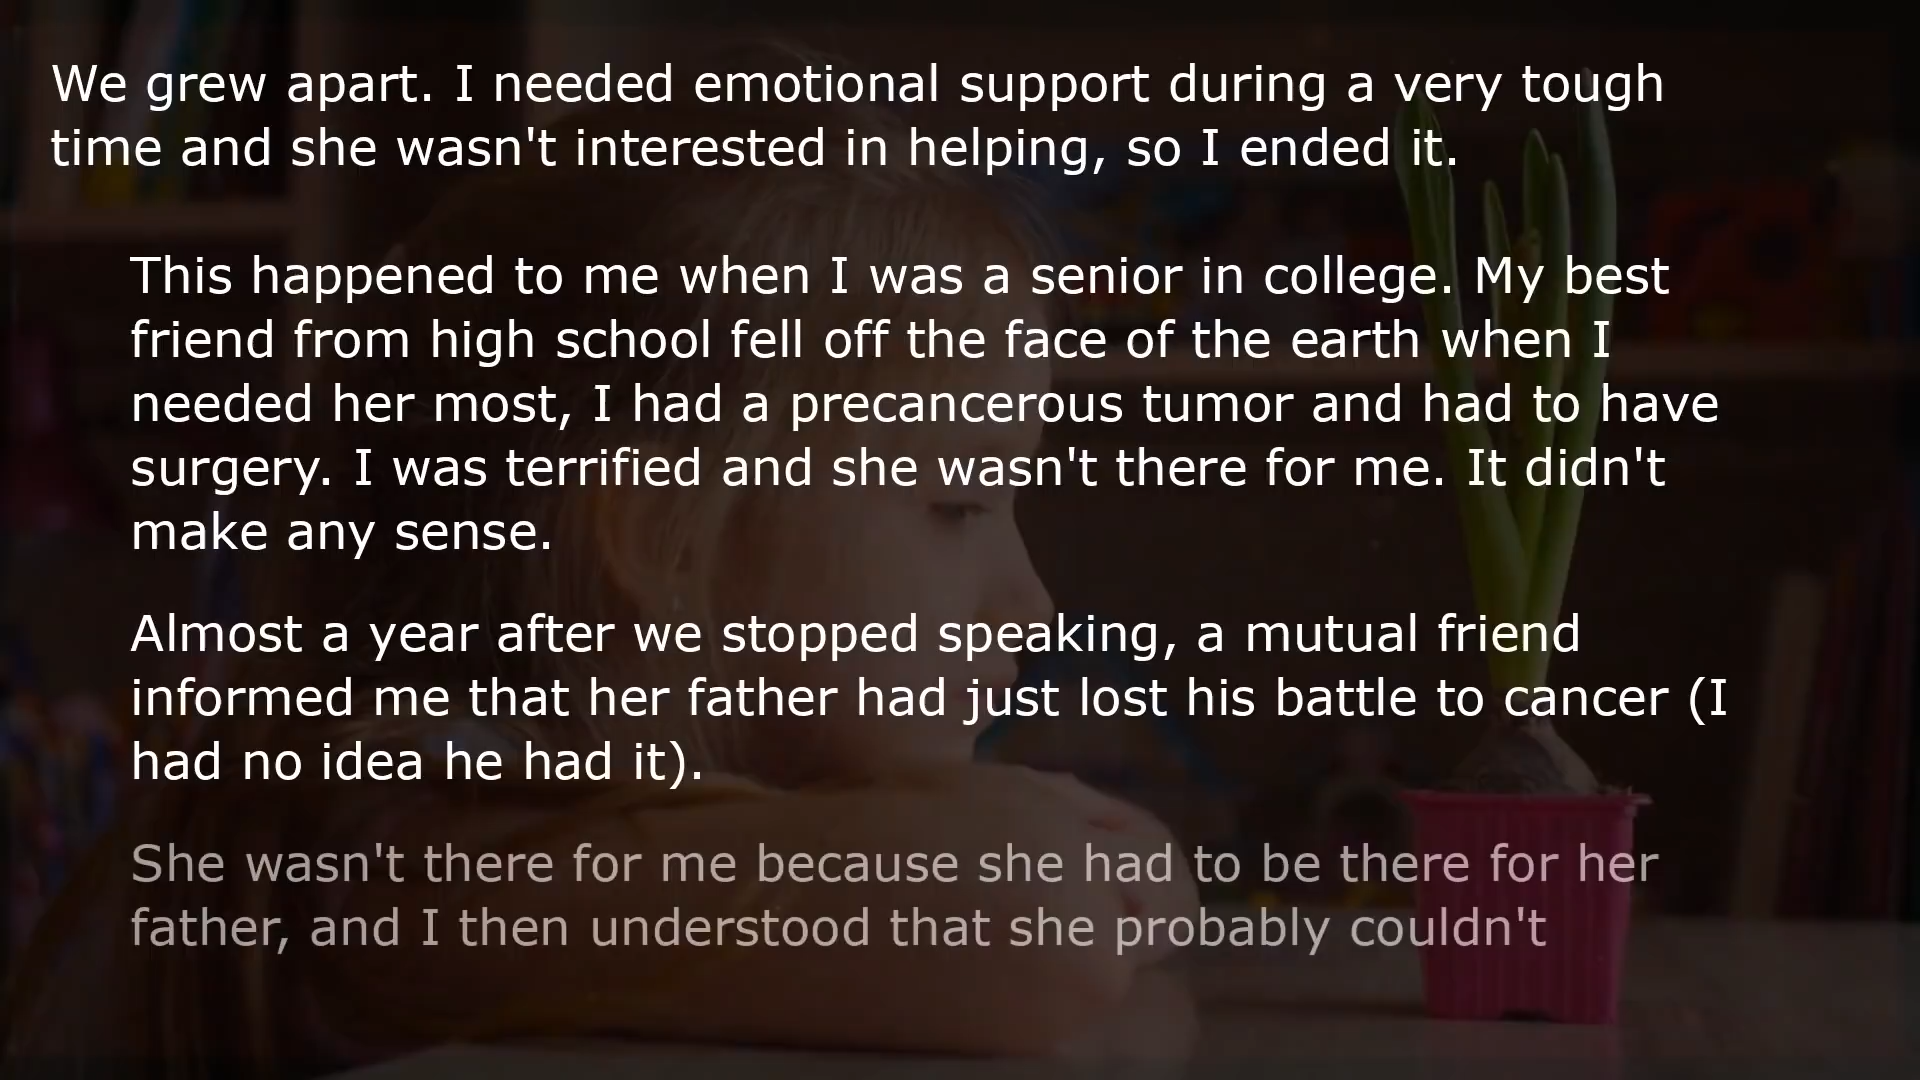 We grew apart. I needed emotional support during a very tough
time and she wasn't interested in helping, so I ended it.
This happened to me when I was a senior in college. My best
friend from high school fell off the face of the earth when I
needed her most, I had a precancerous tumor and had to have
surgery. I was terrified and she wasn't there for me. It didn't
make any sense.
Almost a year after we stopped speaking, a mutual friend
informed me that her father had just lost his battle to cancer (I
had no idea he had it).
She wasn't there for me because she had to be there for her
father, and I then understood that she probably couldn't